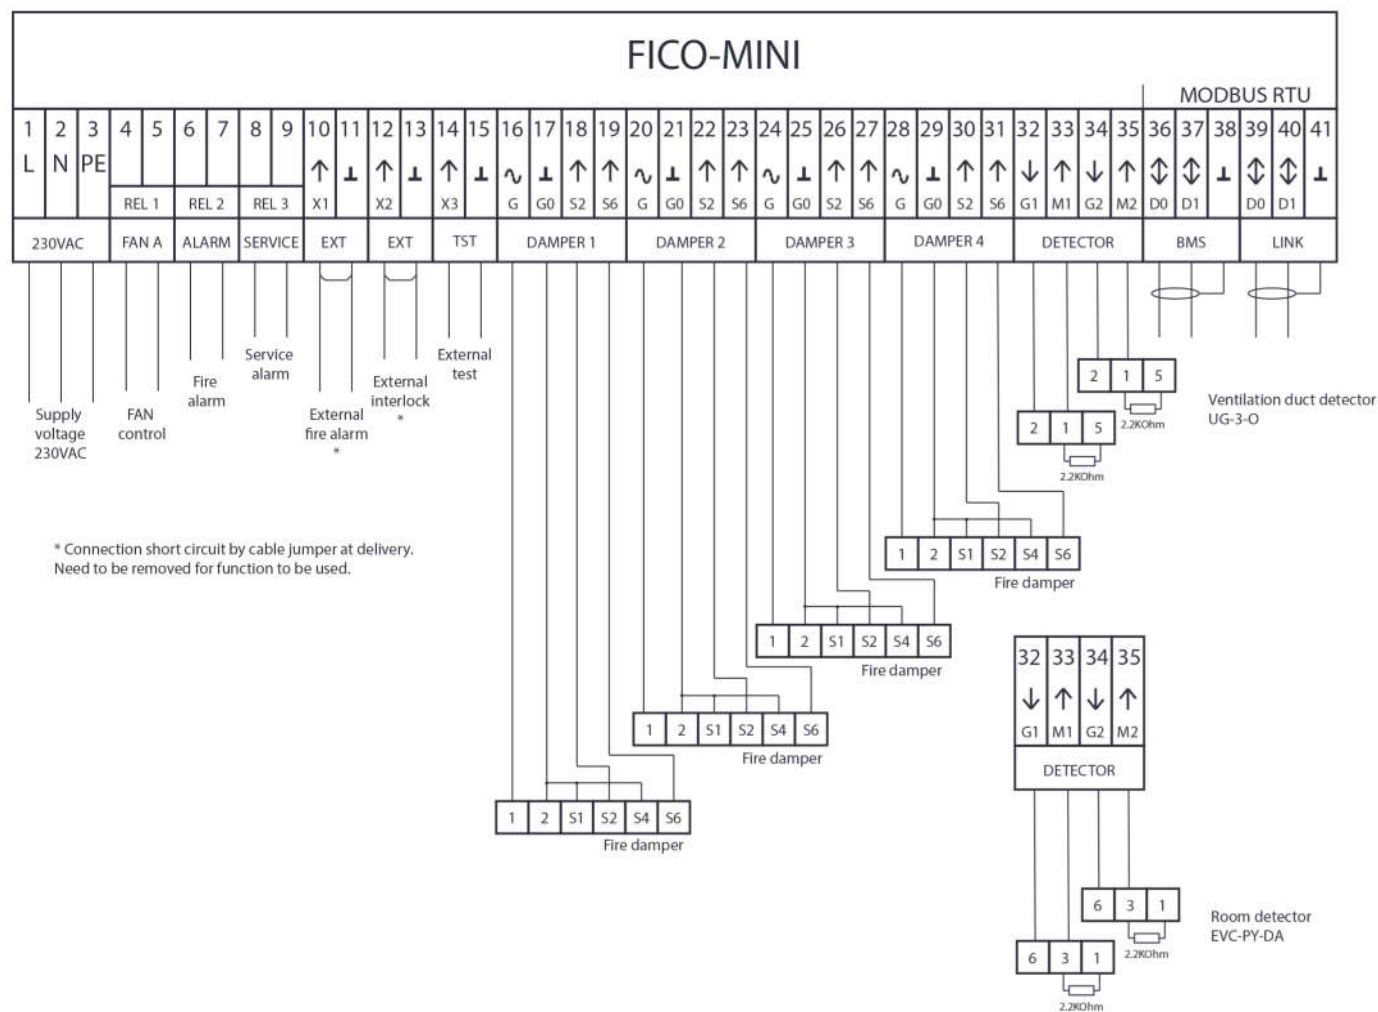 FICO-MINI
MODBUS RTU
1 2 3 4 5 6 7 8 9 10 11 12 13 14 15 16 17 18 19 20 21 22 23 24 25 26 27 28 29 30 31 32 33 34 35 36 37 38 39 40 41
L N PE
REL 1 REL 2 REL 3 X1 X2 X3 G G0 S2 S6 G G0 S2 S6 G G0 S2 S6 G G0 S2 S6 G1 M1 G2 M2 D0 D1 D0 D1
230VAC FAN A ALARM SERVICE EXT EXT TST DAMPER 1 DAMPER 2 DAMPER 3 DAMPER 4 DETECTOR BMS LINK
Supply
voltage
230VAC
FAN
control
Fire
alarm
Service
alarm
External
fire alarm
*
External
interlock
*
External
test
2 1 5
2.2KOhm
2 1 5
2.2KOhm
Ventilation duct detector
UG-3-O
* Connection short circuit by cable jumper at delivery.
Need to be removed for function to be used.
1 2 S1 S2 S4 S6
Fire damper
1 2 S1 S2 S4 S6
Fire damper
1 2 S1 S2 S4 S6
Fire damper
1 2 S1 S2 S4 S6
Fire damper
32 33 34 35
G1 M1 G2 M2
DETECTOR
6 3 1
2.2KOhm
6 3 1
2.2KOhm
Room detector
EVC-PY-DA